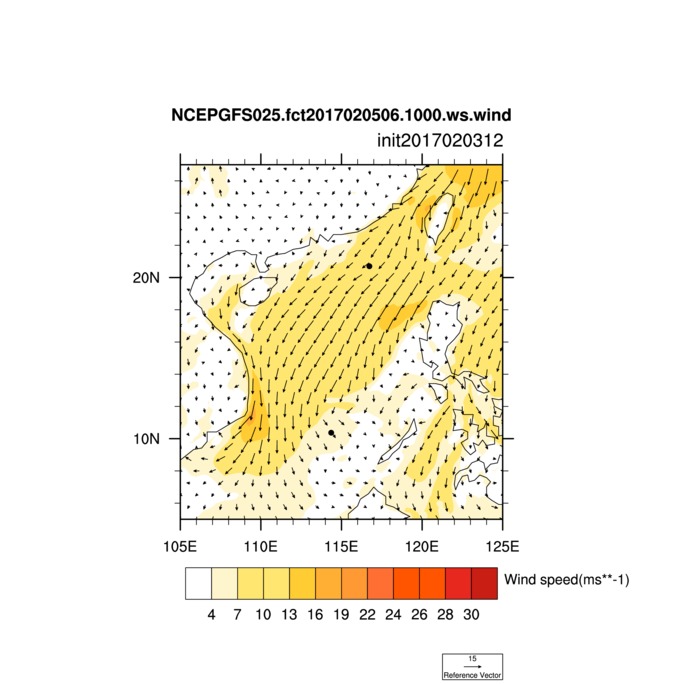 NCEPGFS025.fct2017020506.1000.ws.wind
init2017020312
20N
10N
105E 110E 115E 120E 125E
4 7 10 13 16 19 22 24 26 28 30
Wind speed(ms**-1)
15
Reference Vector